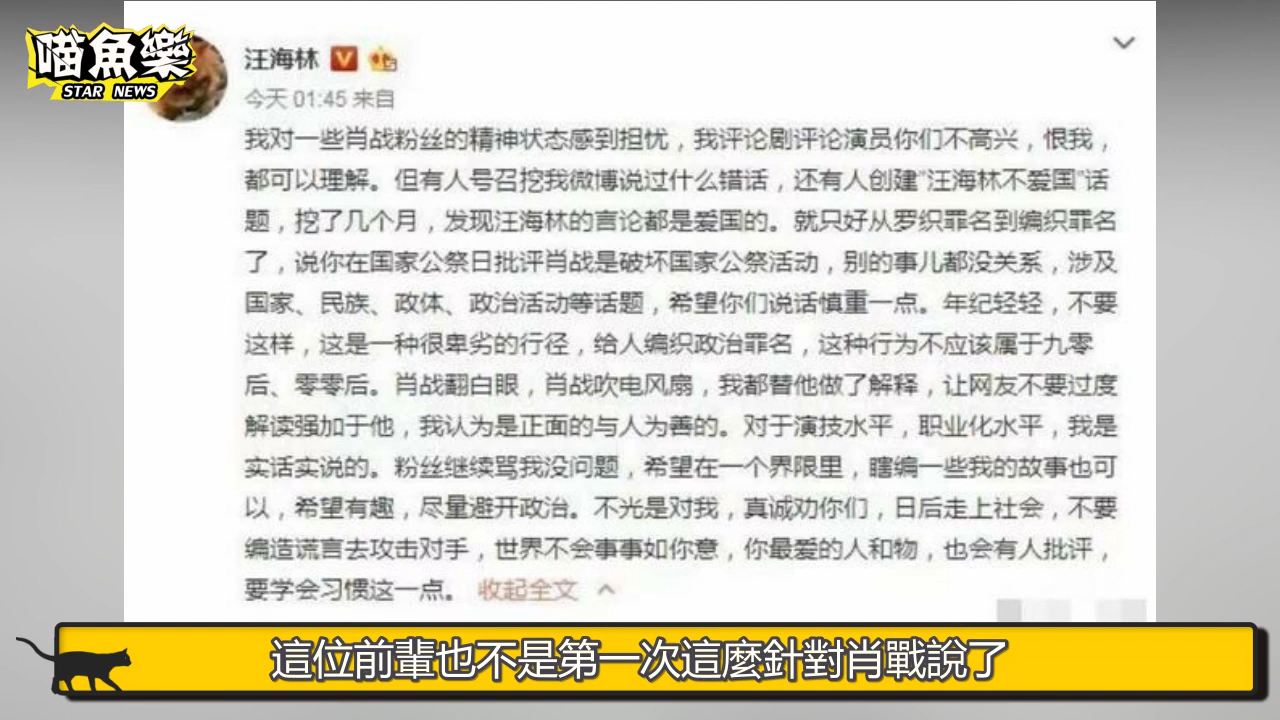 喵魚樂
STAR NEWS
汪海林
今天 01:45 来自
我对一些肖战粉丝的精神状态感到担忧，我评论剧评论演员你们不高兴，恨我，
都可以理解。但有人号召挖我微博说过什么错话，还有人创建“汪海林不爱国”话
题，挖了几个月，发现汪海林的言论都是爱国的。就只好从罗织罪名到编织罪名
了，说你在国家公祭日批评肖战是破坏国家公祭活动，别的事儿都没关系，涉及
国家、民族、政体、政治活动等话题，希望你们说话慎重一点。年纪轻轻，不要
这样，这是一种很卑劣的行径，给人编织政治罪名，这种行为不应该属于九零
后、零零后。肖战翻白眼，肖战吹电风扇，我都替他做了解释，让网友不要过度
解读强加于他，我认为是正面的与人为善的。对于演技水平，职业化水平，我是
实话实说的。粉丝继续骂我没问题，希望在一个界限里，瞎编一些我的故事也可
以，希望有趣，尽量避开政治。不光是对我，真诚劝你们，日后走上社会，不要
编造谎言去攻击对手，世界不会事事如你意，你最爱的人和物，也会有人批评，
要学会习惯这一点。 收起全文
這位前輩也不是第一次這麼針對肖戰說了